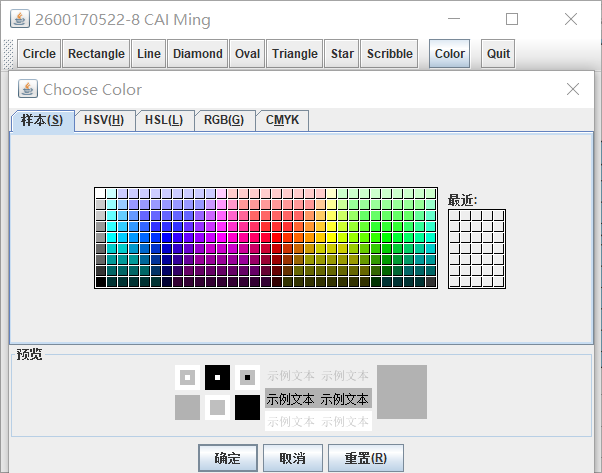 2600170522-8 CAI Ming
Circle Rectangle Line Diamond Oval Triangle Star Scribble Color Quit
Choose Color
样本(S) HSV(H) HSL(L) RGB(G) CMYK
最近:
预览
示例文本 示例文本
示例文本 示例文本
示例文本 示例文本
确定 取消 重置(R)